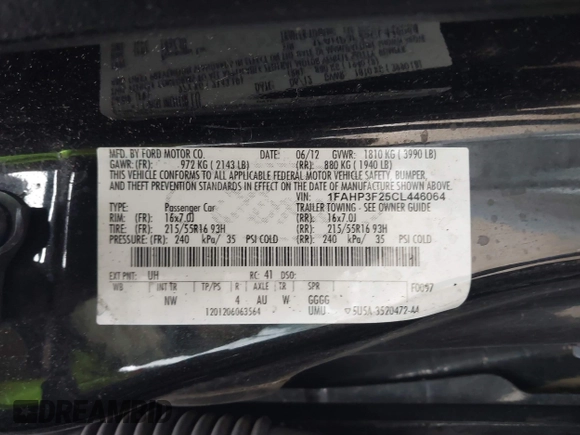 MFD. BY FORD MOTOR CO.
DATE: 06/12 GVWR: 1810 KG ( 3990 LB)
GAWR: (FR): 972 KG ( 2143 LB) (RR): 880 KG ( 1940 LB)
THIS VEHICLE CONFORMS TO ALL APPLICABLE FEDERAL MOTOR VEHICLE SAFETY, BUMPER,
AND THEFT PREVENTION STANDARDS IN EFFECT ON THE DATE OF MANUFACTURE SHOWN ABOVE.
VIN: 1FAHP3F25CL446064
TYPE: Passenger Car TRAILER TOWING - SEE OWNER GUIDE
RIM: (FR) 16x7.0J (RR): 16x7.0J
TIRE: (FR) 215/55R16 93H (RR): 215/55R16 93H
PRESSURE: (FR) 240 kPa/ 35 PSI COLD (RR): 240 kPa/ 35 PSI COLD
EXT PNT: UH RC: 41 DSO:
WB INT TR TP/PS R AXLE TR SPR F0057
NW 4 AU W GGGG
1201206063564 UMU 5U5A-3520472-AA
DREAMBID